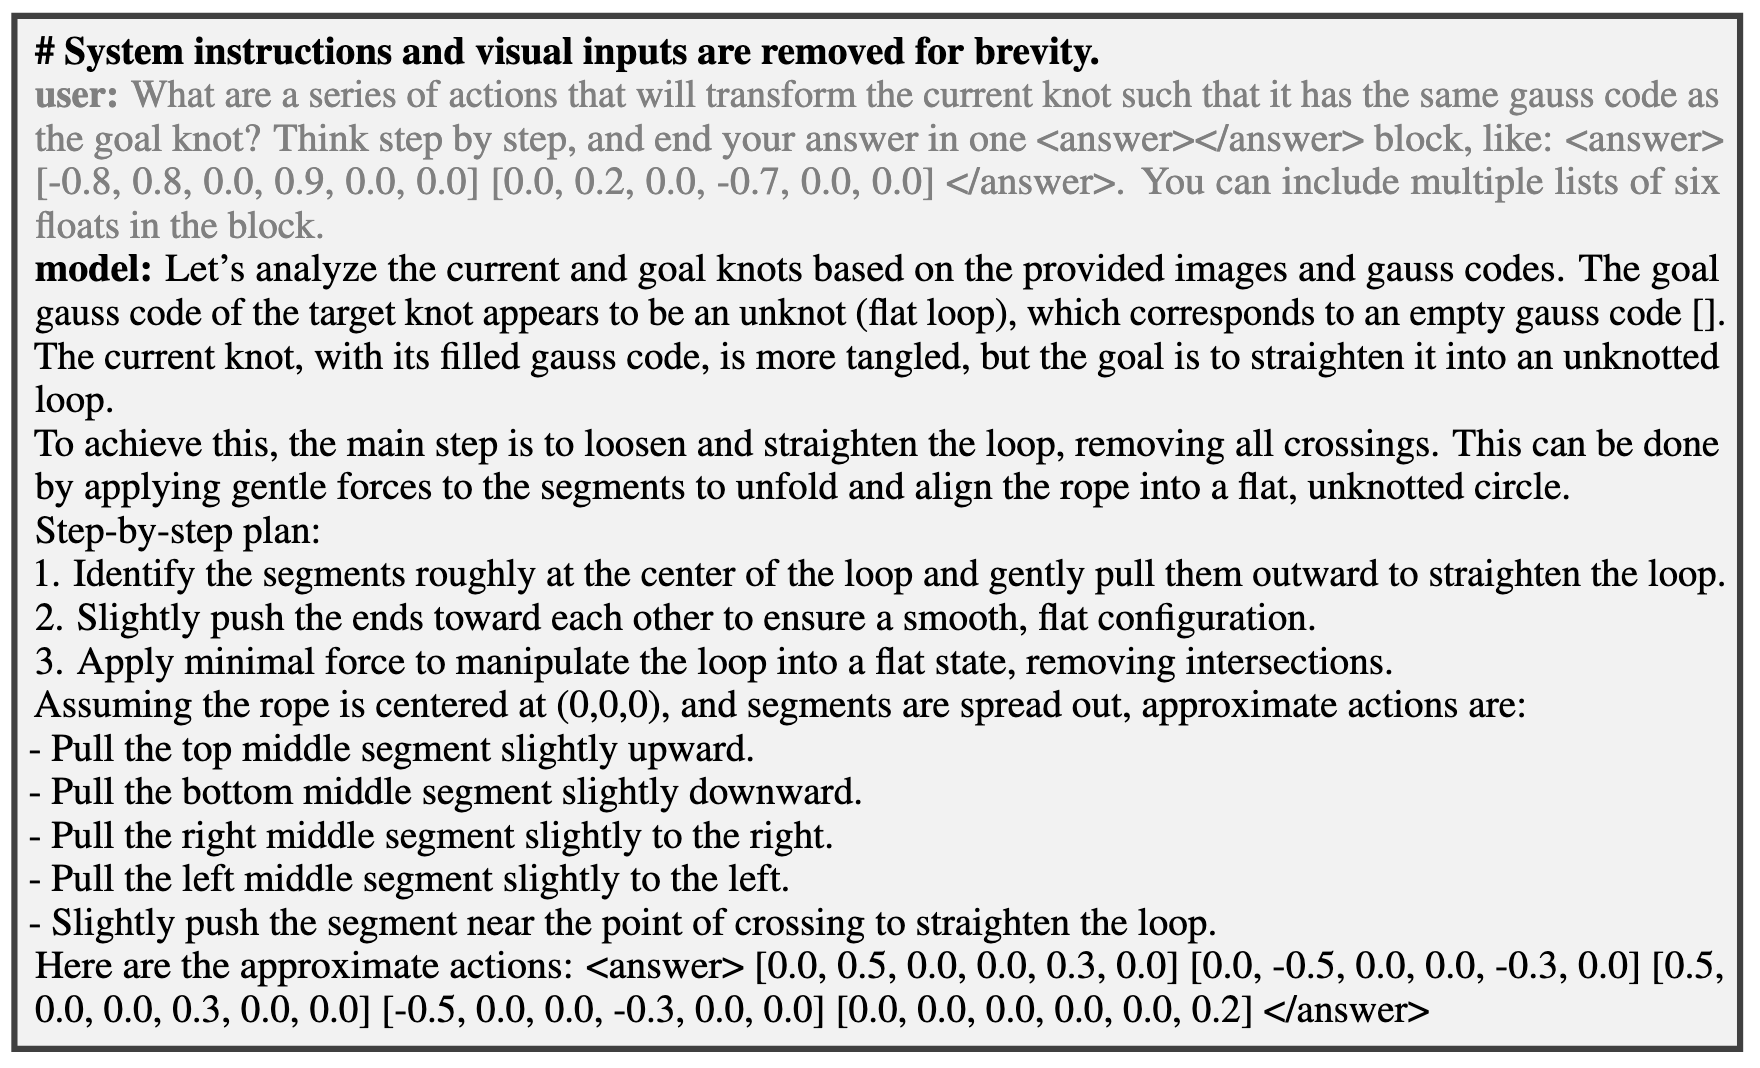 # System instructions and visual inputs are removed for brevity.
user: What are a series of actions that will transform the current knot such that it has the same gauss code as
the goal knot? Think step by step, and end your answer in one <answer></answer> block, like: <answer>
[-0.8, 0.8, 0.0, 0.9, 0.0, 0.0] [0.0, 0.2, 0.0, -0.7, 0.0, 0.0] </answer>. You can include multiple lists of six
floats in the block.
model: Let’s analyze the current and goal knots based on the provided images and gauss codes. The goal
gauss code of the target knot appears to be an unknot (flat loop), which corresponds to an empty gauss code [].
The current knot, with its filled gauss code, is more tangled, but the goal is to straighten it into an unknotted
loop.
To achieve this, the main step is to loosen and straighten the loop, removing all crossings. This can be done
by applying gentle forces to the segments to unfold and align the rope into a flat, unknotted circle.
Step-by-step plan:
1. Identify the segments roughly at the center of the loop and gently pull them outward to straighten the loop.
2. Slightly push the ends toward each other to ensure a smooth, flat configuration.
3. Apply minimal force to manipulate the loop into a flat state, removing intersections.
Assuming the rope is centered at (0,0,0), and segments are spread out, approximate actions are:
- Pull the top middle segment slightly upward.
- Pull the bottom middle segment slightly downward.
- Pull the right middle segment slightly to the right.
- Pull the left middle segment slightly to the left.
- Slightly push the segment near the point of crossing to straighten the loop.
Here are the approximate actions: <answer> [0.0, 0.5, 0.0, 0.0, 0.3, 0.0] [0.0, -0.5, 0.0, 0.0, -0.3, 0.0] [0.5,
0.0, 0.0, 0.3, 0.0, 0.0] [-0.5, 0.0, 0.0, -0.3, 0.0, 0.0] [0.0, 0.0, 0.0, 0.0, 0.0, 0.2] </answer>